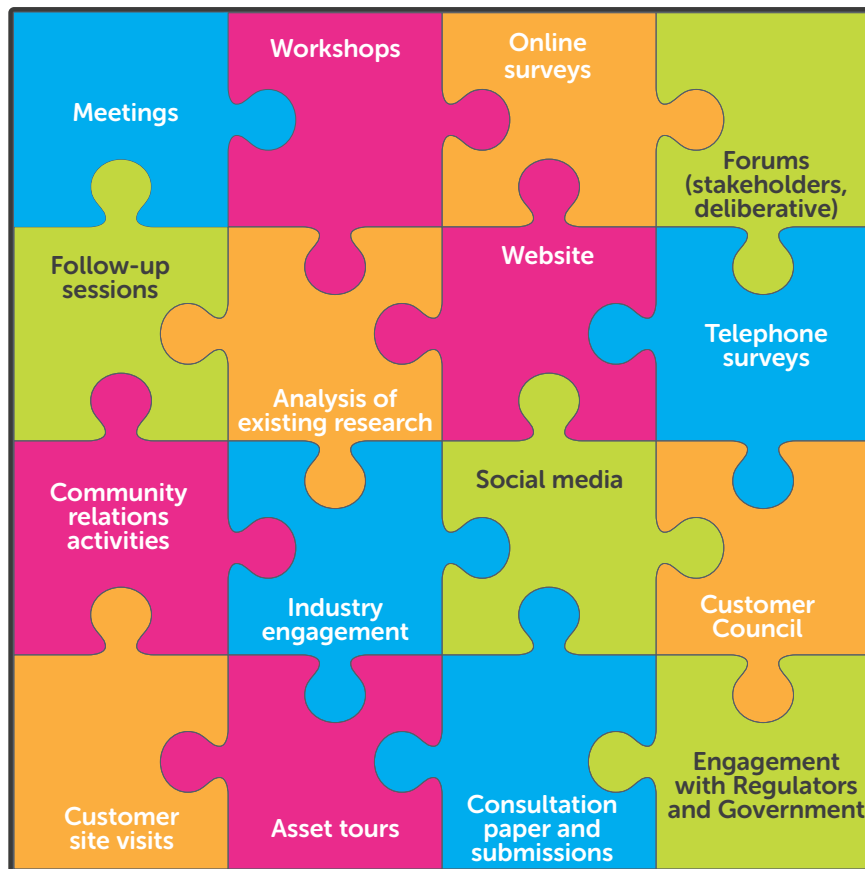 Meetings
Workshops
Online
surveys
Forums
(stakeholders,
deliberative)
Follow-up
sessions
Analysis of
existing research
Website
Telephone
surveys
Community
relations
activities
Industry
engagement
Social media
Customer
Council
Customer
site visits
Asset tours
Consultation
paper and
submissions
Engagement
with Regulators
and Government